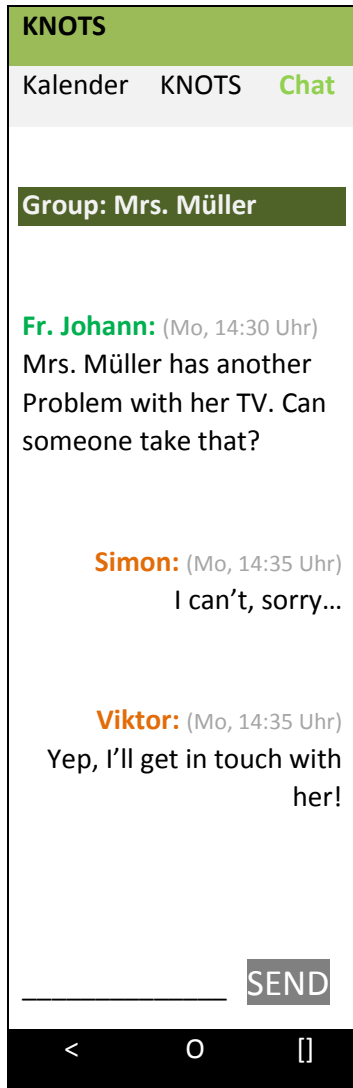 KNOTS
Kalender KNOTS Chat
Group: Mrs. Müller
Fr. Johann: (Mo, 14:30 Uhr)
Mrs. Müller has another
Problem with her TV. Can
someone take that?
Simon: (Mo, 14:35 Uhr)
I can’t, sorry…
Viktor: (Mo, 14:35 Uhr)
Yep, I’ll get in touch with
her!
______________ SEND
< O []